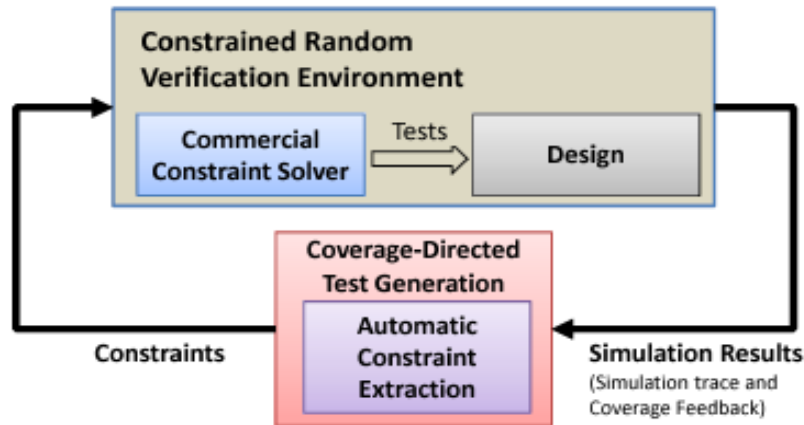 Constrained Random
Verification Environment
Commercial
Constraint Solver
Tests
Design
Coverage-Directed
Test Generation
Automatic
Constraint
Extraction
Constraints
Simulation Results
(Simulation trace and
Coverage Feedback)